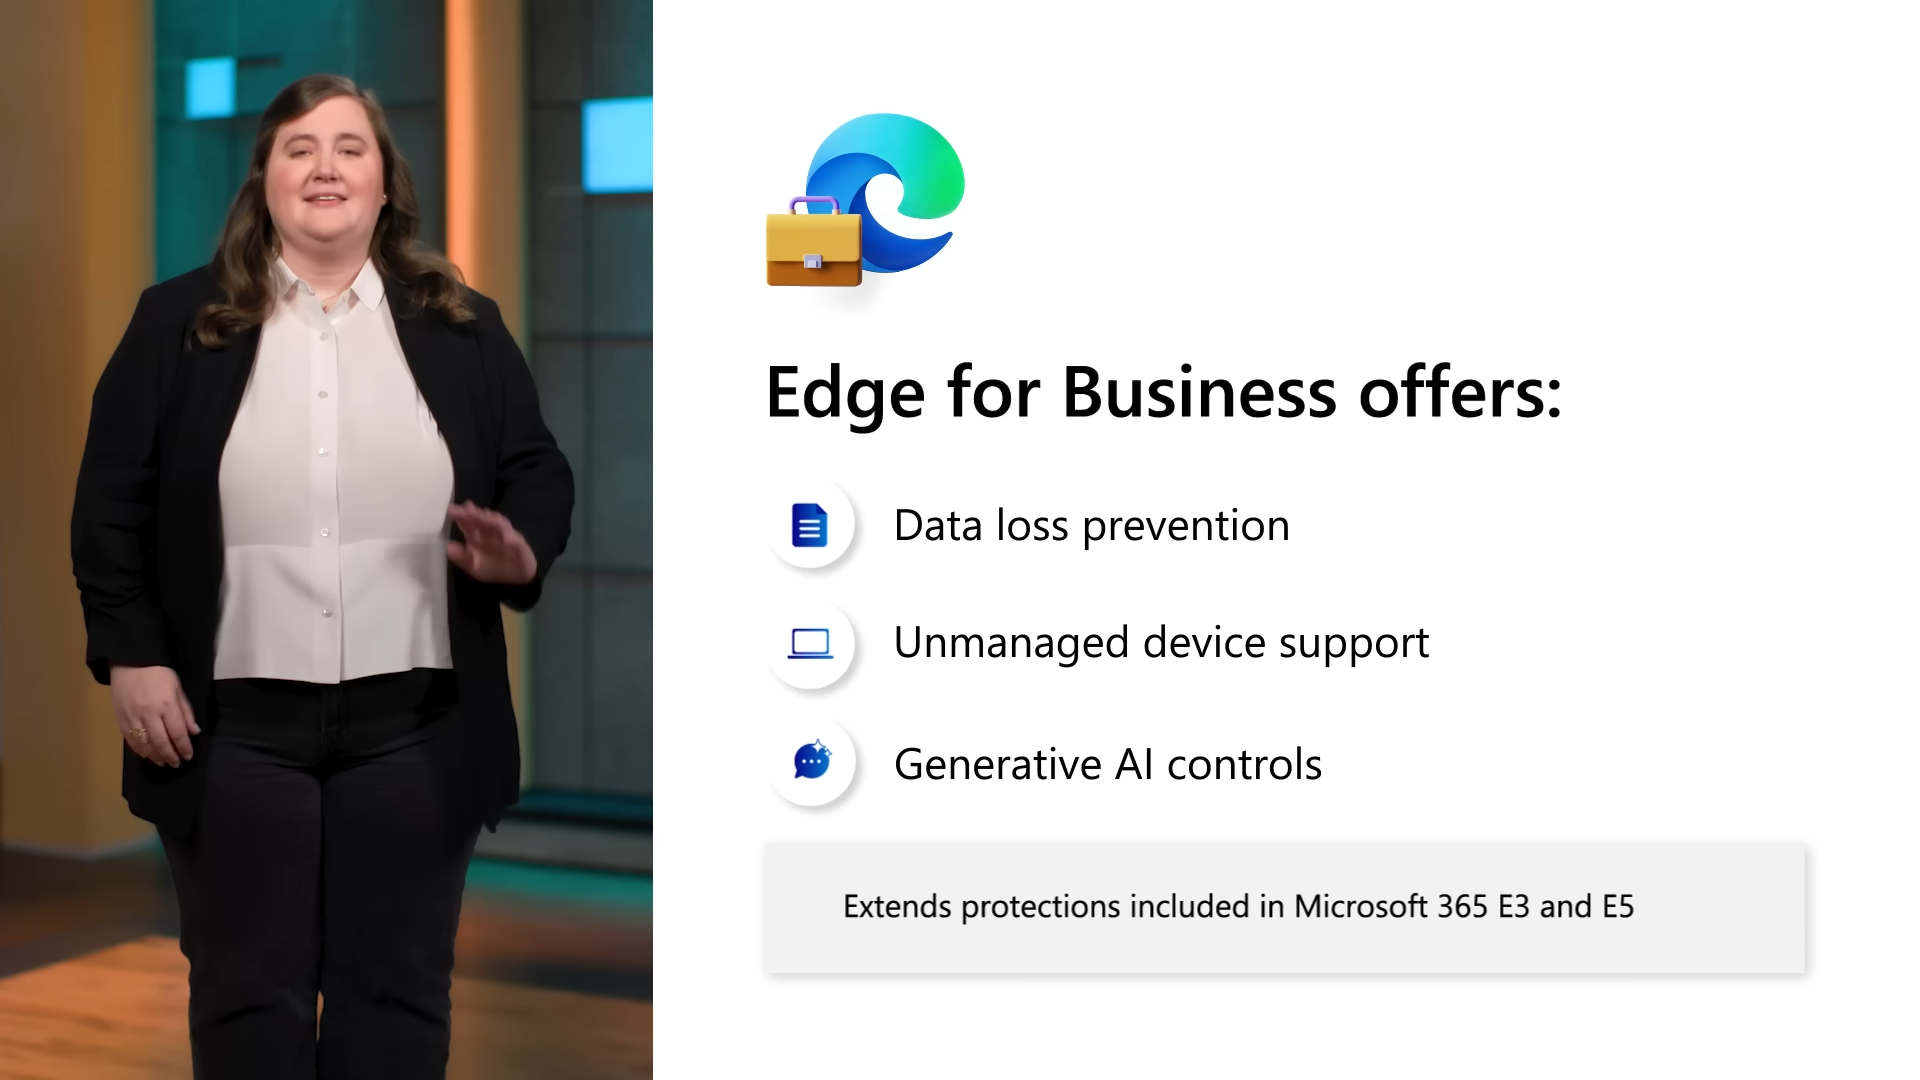 Edge for Business offers:
Data loss prevention
Unmanaged device support
Generative AI controls
Extends protections included in Microsoft 365 E3 and E5